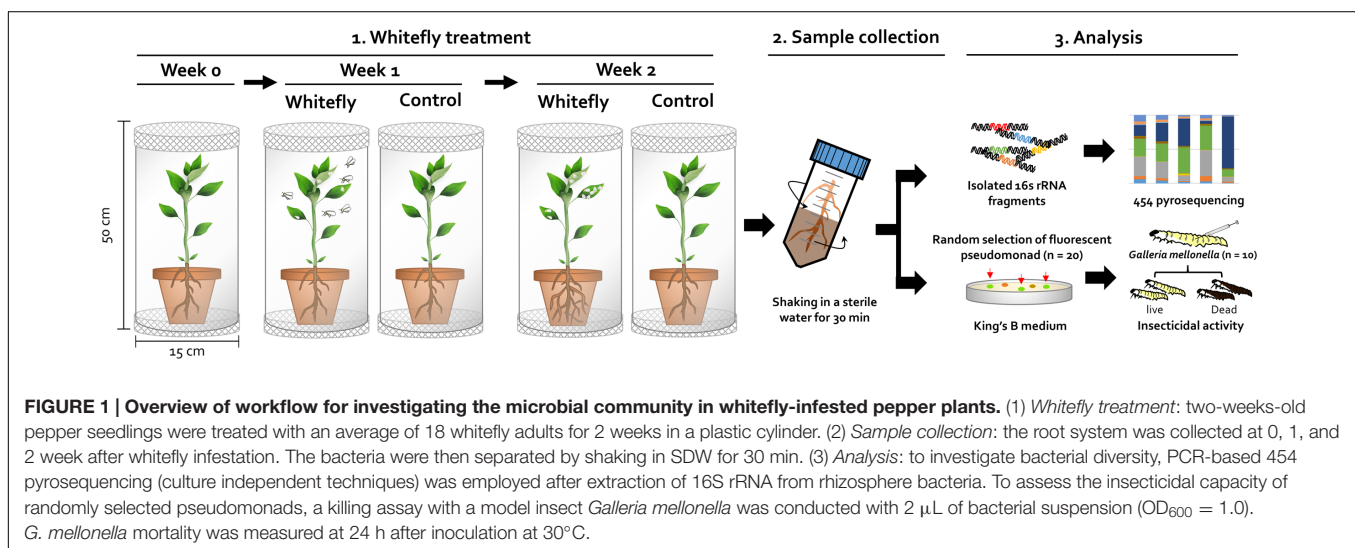 1. Whitefly treatment
2. Sample collection
3. Analysis
Week 0
Week 1
Week 2
Whitefly
Control
Whitefly
Control
50 cm
15 cm
Shaking in a sterile
water for 30 min
Isolated 16s rRNA
fragments
454 pyrosequencing
Random selection of fluorescent
pseudomonad (n = 20)
King's B medium
Galleria mellonella (n = 10)
live
Dead
Insecticidal activity
FIGURE 1 | Overview of workflow for investigating the microbial community in whitefly-infested pepper plants. (1) Whitefly treatment: two-weeks-old
pepper seedlings were treated with an average of 18 whitefly adults for 2 weeks in a plastic cylinder. (2) Sample collection: the root system was collected at 0, 1, and
2 week after whitefly infestation. The bacteria were then separated by shaking in SDW for 30 min. (3) Analysis: to investigate bacterial diversity, PCR-based 454
pyrosequencing (culture independent techniques) was employed after extraction of 16S rRNA from rhizosphere bacteria. To assess the insecticidal capacity of
randomly selected pseudomonads, a killing assay with a model insect Galleria mellonella was conducted with 2 μL of bacterial suspension (OD600 = 1.0).
G. mellonella mortality was measured at 24 h after inoculation at 30°C.